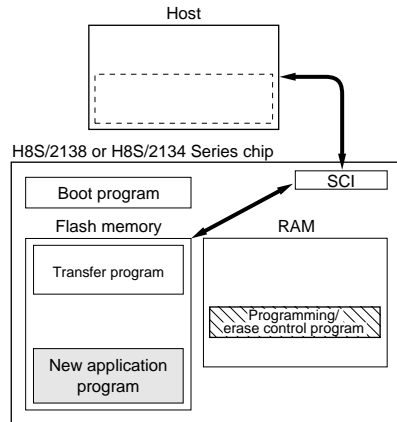 Host
H8S/2138 or H8S/2134 Series chip
SCI
Boot program
Flash memory
RAM
Transfer program
Programming/
erase control program
New application
program